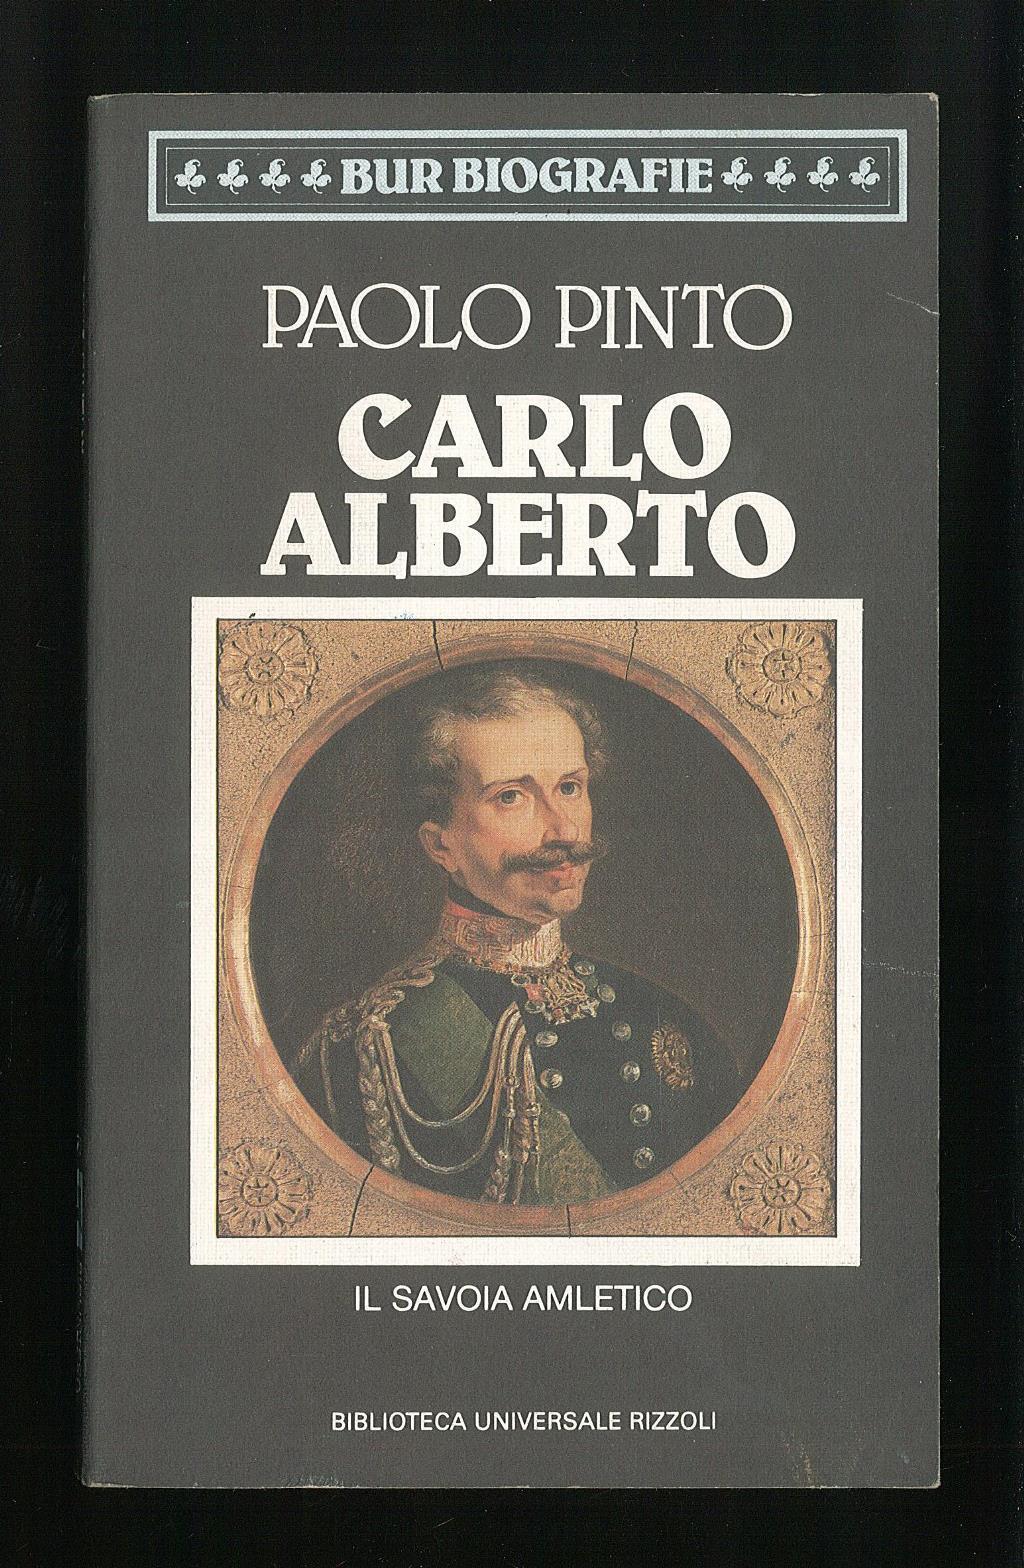 BUR BIOGRAFIE
PAOLO PINTO
CARLO
ALBERTO
IL SAVOIA AMLETICO
BIBLIOTECA UNIVERSALE RIZZOLI